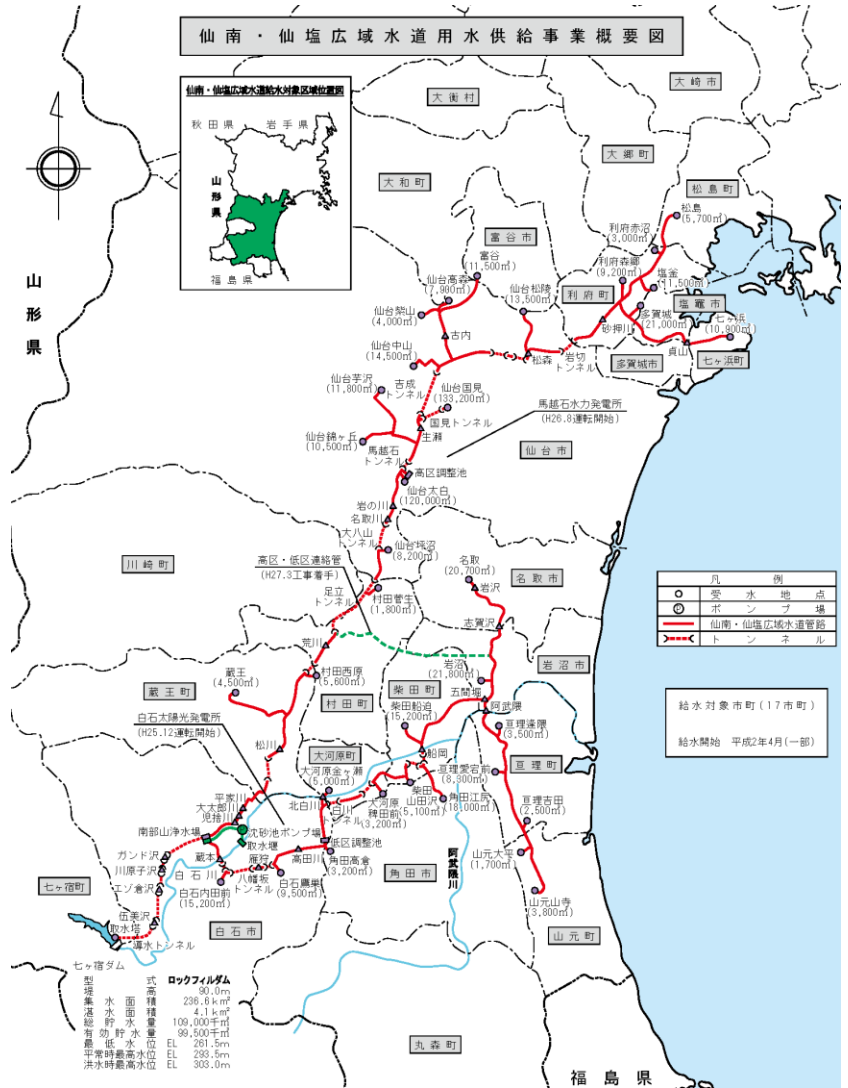 仙南・仙塩広域水道用水供給事業概要図
仙南・仙塩広域水道給水対象区域位置図
秋田県
岩手県
山形県
福島県
大崎市
大衡村
大郷町
大和町
松島町
松島
(5,700㎥)
利府赤沼
(3,000㎥)
富谷市
富谷
(11,500㎥)
利府森郷
(9,200㎥)
塩釜
(11,500㎥)
仙台高森
(7,900㎥)
仙台松陵
(13,500㎥)
利府町
塩竈市
仙台紫山
(4,000㎥)
多賀城
(21,000㎥)
七ヶ浜
(10,900㎥)
山形県
古内
砂押川
仙台中山
(14,500㎥)
松森
岩切
トンネル
多賀城市
貞山
七ヶ浜町
仙台芋沢
(11,800㎥)
吉成
トンネル
仙台国見
(133,200㎥)
馬越石水力発電所
(H26.8運転開始)
国見トンネル
生瀬
仙台錦ヶ丘
(10,500㎥)
馬越石
トンネル
仙台市
高区調整池
仙台太白
(120,000㎥)
岩の川
名取川
大八山
トンネル
仙台坪沼
(8,200㎥)
川崎町
高区・低区連絡管
(H27.3工事着手)
名取
(20,700㎥)
名取市
岩沢
足立
トンネル
村田菅生
(1,800㎥)
凡例
受水地点
ポンプ場
仙南・仙塩広域水道管路
トンネル
志賀沢
荒川
岩沼
(21,800㎥)
岩沼市
蔵王町
蔵王
(4,500㎥)
村田西原
(5,600㎥)
柴田町
五間堀
村田町
柴田船迫
(15,200㎥)
阿武隈
給水対象市町(17市町)
給水開始 平成2年4月(一部)
白石太陽光発電所
(H25.12運転開始)
亘理逢隈
(3,500㎥)
松川
大河原町
船岡
亘理町
大河原金ヶ瀬
(5,000㎥)
亘理愛宕前
(8,300㎥)
平家川
大太郎川
児捨川
北白川
白川
トンネル
大河原
稗田前
(3,200㎥)
柴田
山田沢
(5,100㎥)
角田江尻
(18,000㎥)
亘理吉田
(2,500㎥)
南部山浄水場
沈砂池ポンプ場
取水堰
低区調整池
ガンド沢
蔵本
雁狩
高田川
角田高倉
(3,200㎥)
阿武隈川
山元大平
(1,700㎥)
川原子沢
白石川
八幡坂
トンネル
角田市
七ヶ宿町
エゾ倉沢
白石内田前
(15,200㎥)
白石鷹巣
(9,500㎥)
山元山寺
(3,800㎥)
伍美沢
取水塔
導水トンネル
白石市
山元町
七ヶ宿ダム
型式 ロックフィルダム
堤高 90.0m
集水面積 236.6k㎡
湛水面積 4.1k㎡
総貯水量 109,000千㎥
有効貯水量 99,500千㎥
最低水位 EL 261.5m
平常時最高水位 EL 293.5m
洪水時最高水位 EL 303.0m
丸森町
福島県